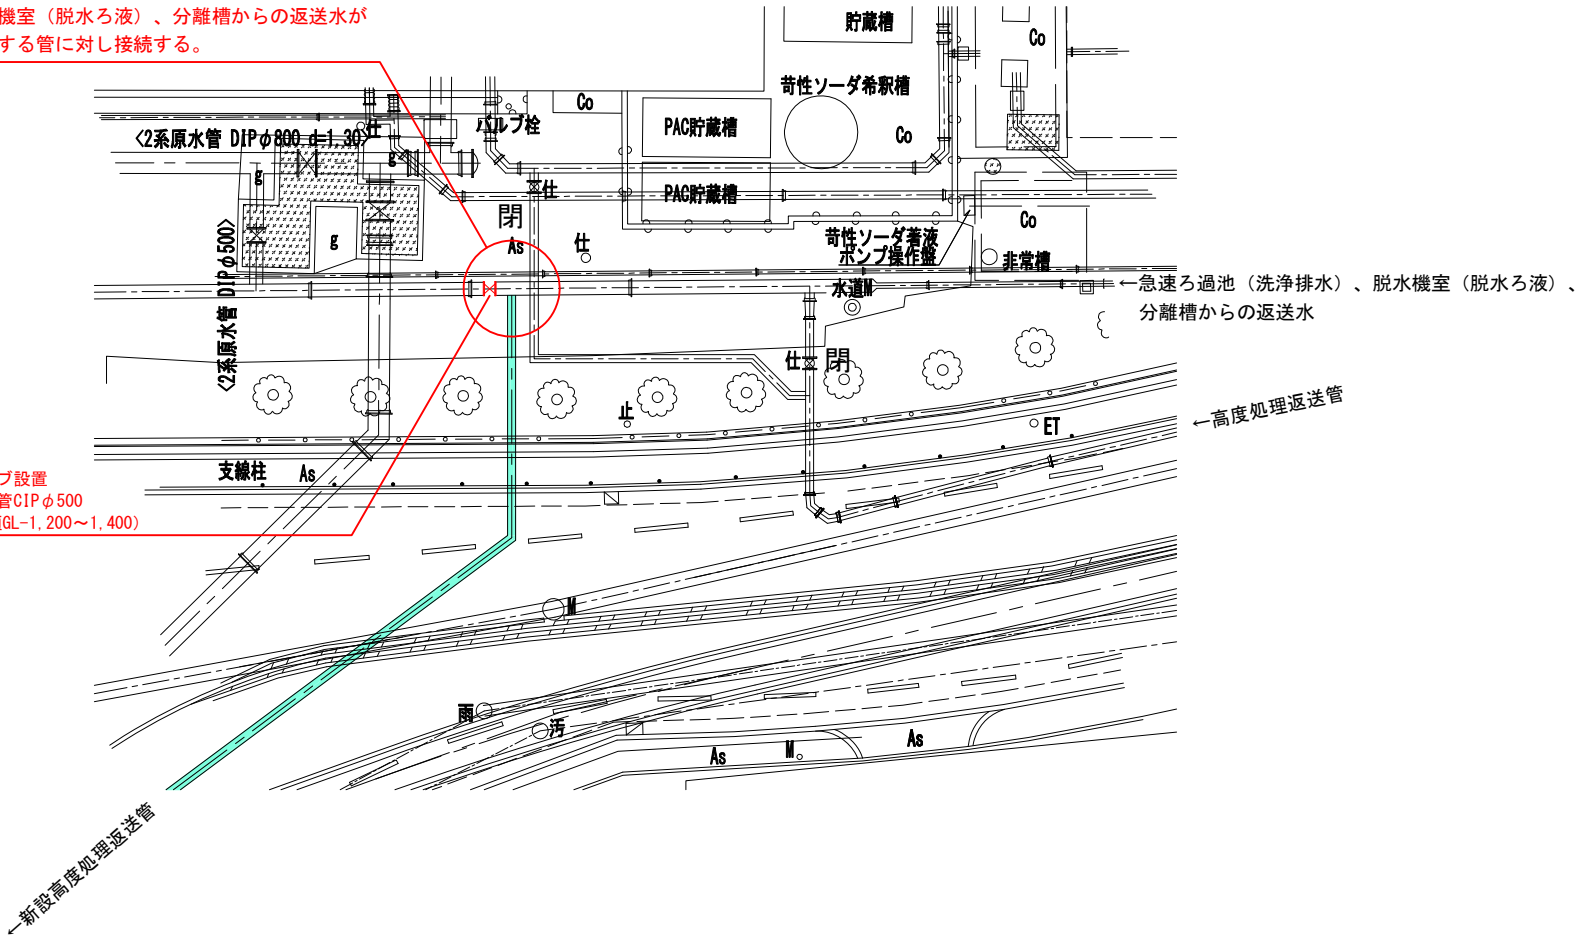 機室（脱水ろ液）、分離槽からの返送水が
する管に対し接続する。
貯蔵槽
Co
苛性ソーダ希釈槽
Co
PAC貯蔵槽
Co
バルブ栓
仕
<2系原水管 DIPφ800 d=1.30>
g
g
PAC貯蔵槽
仕
閉
As
仕
g
Co
苛性ソーダ着液
ポンプ操作盤
非常槽
<2系原水管 DIPφ500>
水道M
←急速ろ過池（洗浄排水）、脱水機室（脱水ろ液）、
分離槽からの返送水
仕
閉
止
ET
←高度処理返送管
支線柱
As
ブ設置
管CIPφ500
GL-1,200～1,400）
M
雨
汚
As
M
As
←新設高度処理返送管